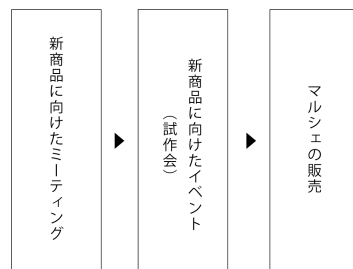 新商品に向けたミーティング
新商品に向けたイベント
（試作会）
マルシェの販売